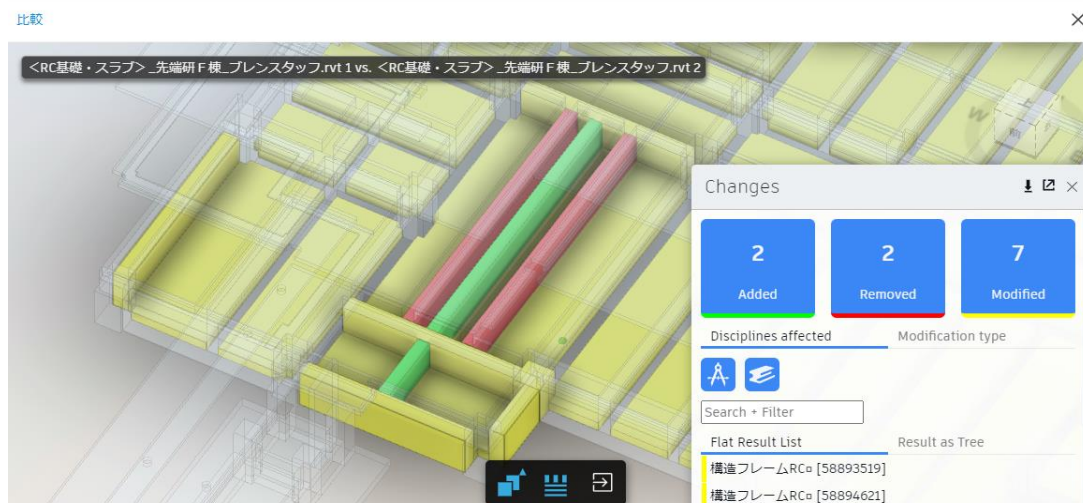 比較
<RC基礎・スラブ>_先端研F棟_ブレンスタッフ.rvt 1 vs. <RC基礎・スラブ>_先端研F棟_ブレンスタッフ.rvt 2
W
Changes
2
Added
2
Removed
7
Modified
Disciplines affected
Modification type
Search + Filter
Flat Result List
Result as Tree
構造フレームRC¤ [58893519]
構造フレームRC¤ [58894621]